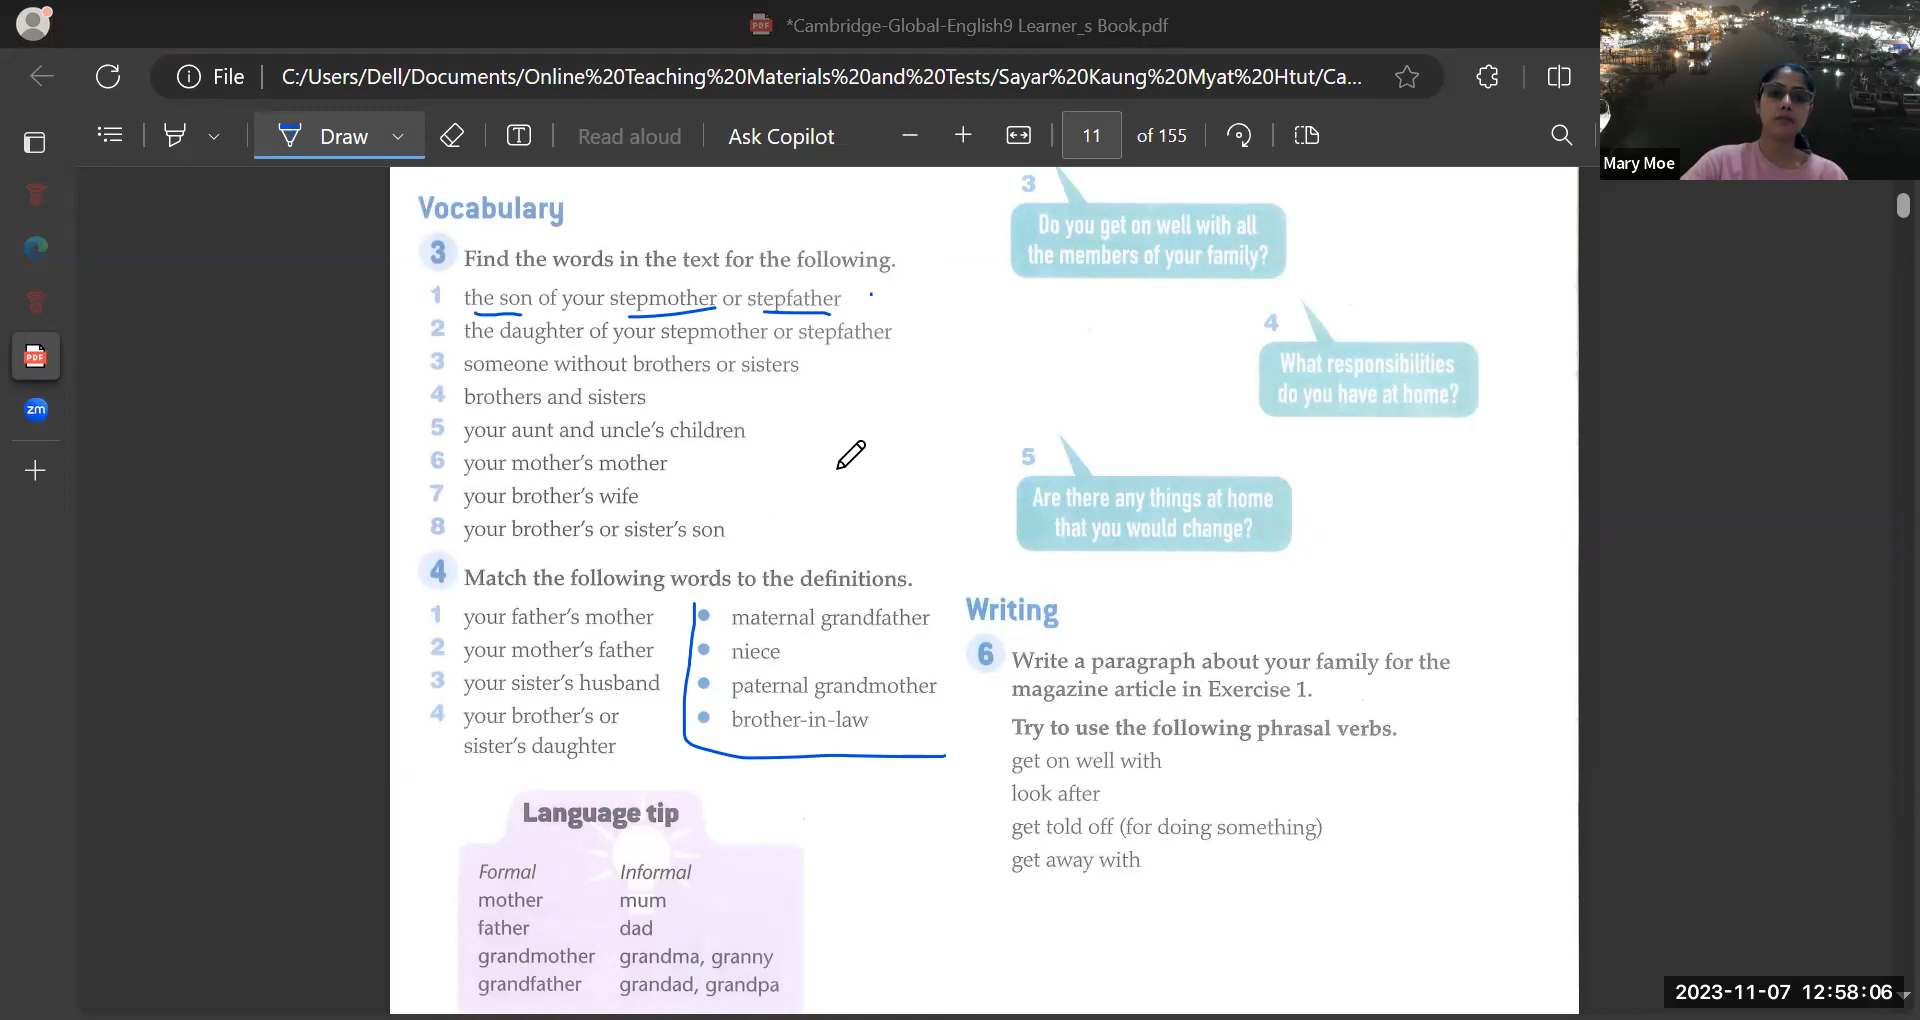 *Cambridge-Global-English9 Learner_s Book.pdf
File
C:/Users/Dell/Documents/Online%20Teaching%20Materials%20and%20Tests/Sayar%20Kaung%20Myat%20Htut/Ca...
Draw
Read aloud
Ask Copilot
11 of 155
Mary Moe
PDF
zm
Vocabulary
3 Find the words in the text for the following.
1 the son of your stepmother or stepfather
2 the daughter of your stepmother or stepfather
3 someone without brothers or sisters
4 brothers and sisters
5 your aunt and uncle's children
6 your mother's mother
7 your brother's wife
8 your brother's or sister's son
4 Match the following words to the definitions.
1 your father's mother
2 your mother's father
3 your sister's husband
4 your brother's or
sister's daughter
• maternal grandfather
• niece
• paternal grandmother
• brother-in-law
Language tip
Formal Informal
mother mum
father dad
grandmother grandma, granny
grandfather grandad, grandpa
3
Do you get on well with all
the members of your family?
4
What responsibilities
do you have at home?
5
Are there any things at home
that you would change?
Writing
6 Write a paragraph about your family for the
magazine article in Exercise 1.
Try to use the following phrasal verbs.
get on well with
look after
get told off (for doing something)
get away with
2023-11-07 12:58:06